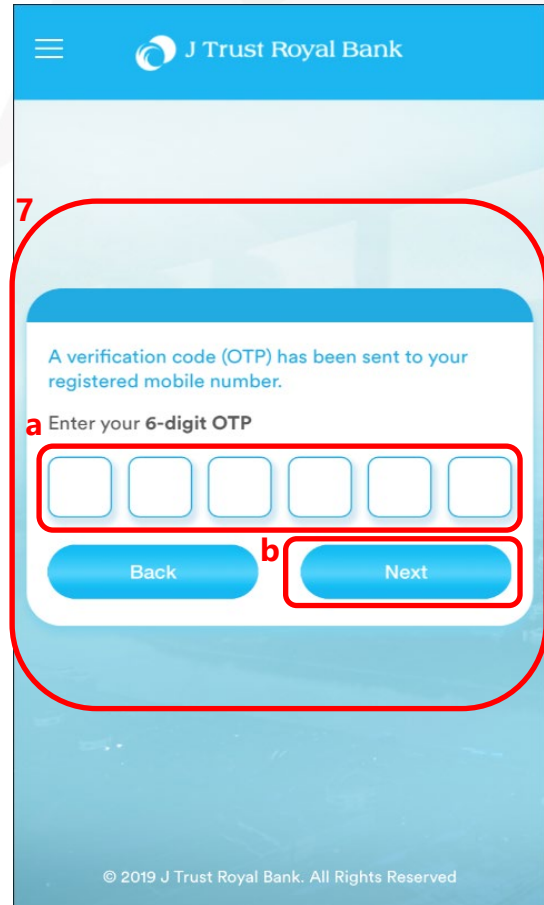 J Trust Royal Bank
7
A verification code (OTP) has been sent to your
registered mobile number.
a Enter your 6-digit OTP
b
Back Next
© 2019 J Trust Royal Bank. All Rights Reserved